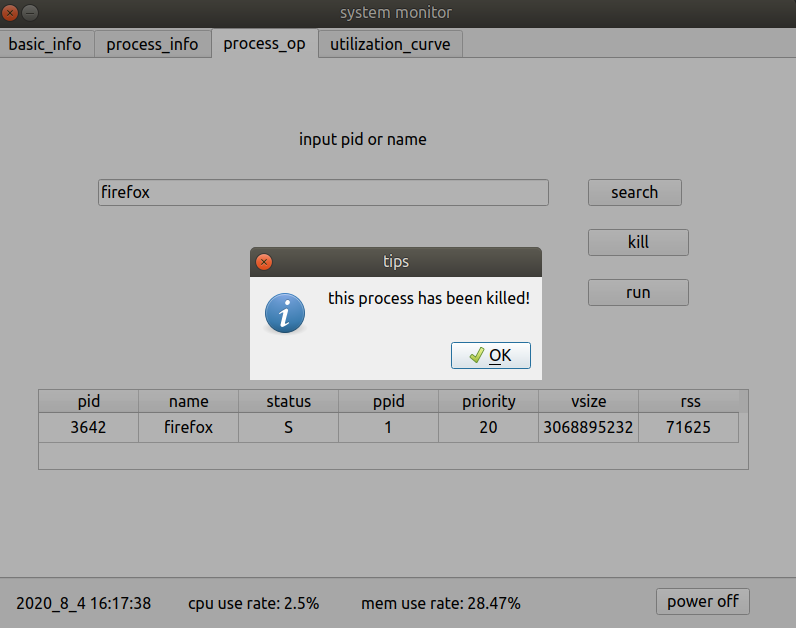 system monitor
basic_info process_info process_op utilization_curve
input pid or name
firefox search
kill
run
tips
this process has been killed!
OK
pid name status ppid priority vsize rss
3642 firefox S 1 20 3068895232 71625
2020_8_4 16:17:38 cpu use rate: 2.5% mem use rate: 28.47% power off